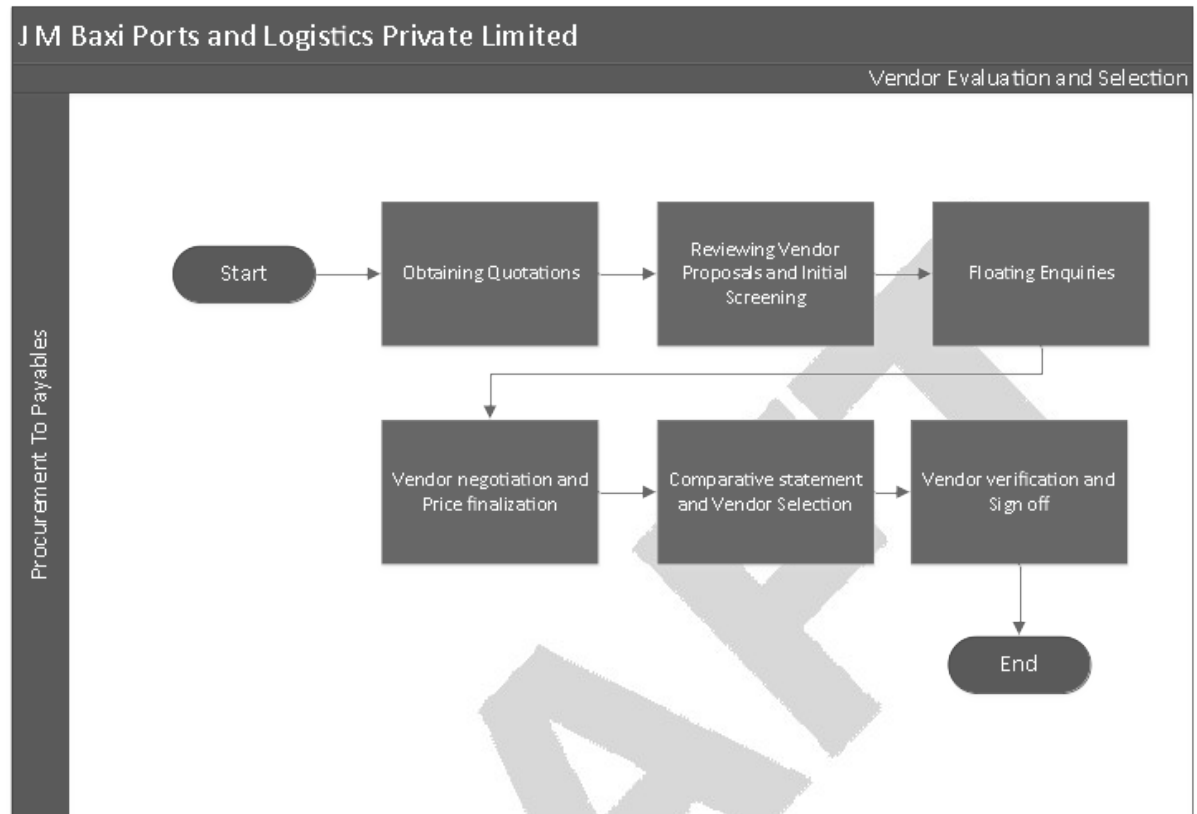 J M Baxi Ports and Logistics Private Limited
Vendor Evaluation and Selection
Procurement To Payables
Start
Obtaining Quotations
Reviewing Vendor
Proposals and Initial
Screening
Floating Enquiries
Vendor negotiation and
Price finalization
Comparative statement
and Vendor Selection
Vendor verification and
Sign off
End